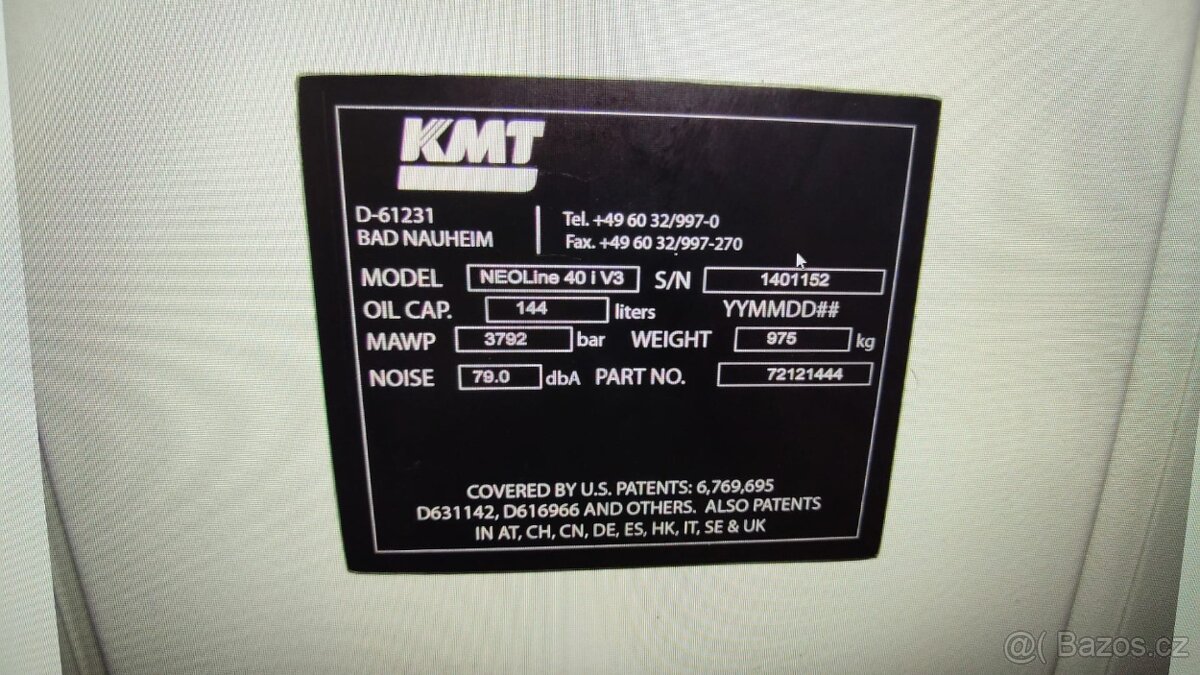 KMT
D-61231
BAD NAUHEIM
Tel. +49 60 32/997-0
Fax. +49 60 32/997-270
MODEL NEOLine 40 i V3 S/N 1401152
OIL CAP. 144 liters YYMMDD##
MAWP 3792 bar WEIGHT 975 kg
NOISE 79.0 dbA PART NO. 72121444
COVERED BY U.S. PATENTS: 6,769,695
D631142, D616966 AND OTHERS. ALSO PATENTS
IN AT, CH, CN, DE, ES, HK, IT, SE & UK
@( Bazos.cz